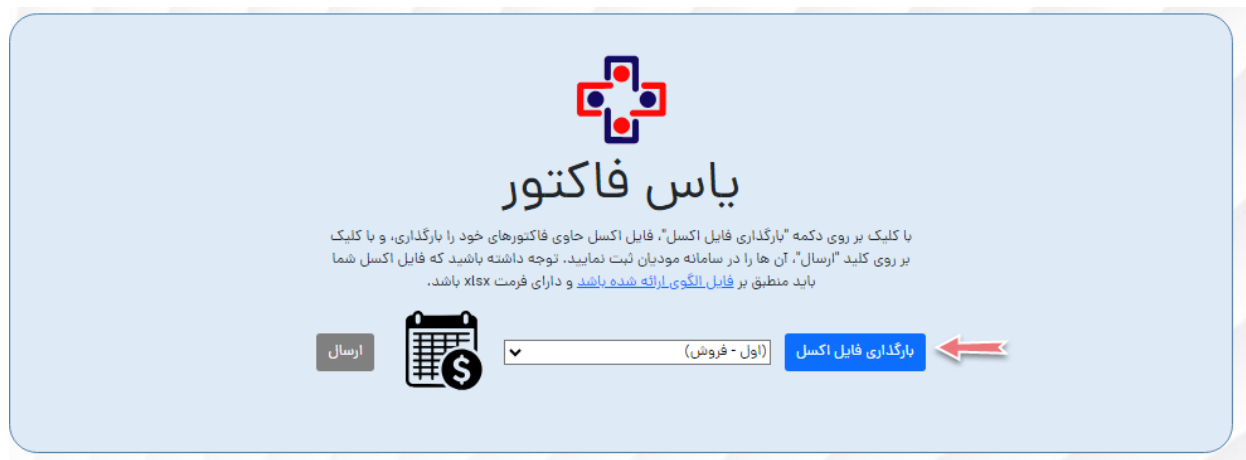 یاس فاکتور
با کلیک بر روی دکمه "بارگذاری فایل اکسل"، فایل اکسل حاوی فاکتورهای خود را بارگذاری، و با کلیک
بر روی کلید "ارسال"، آن ها را در سامانه مودیان ثبت نمایید. توجه داشته باشید که فایل اکسل شما
باید منطبق بر فایل الگوی ارائه شده باشد و دارای فرمت xlsx باشد.
بارگذاری فایل اکسل (اول - فروش) $ ارسال